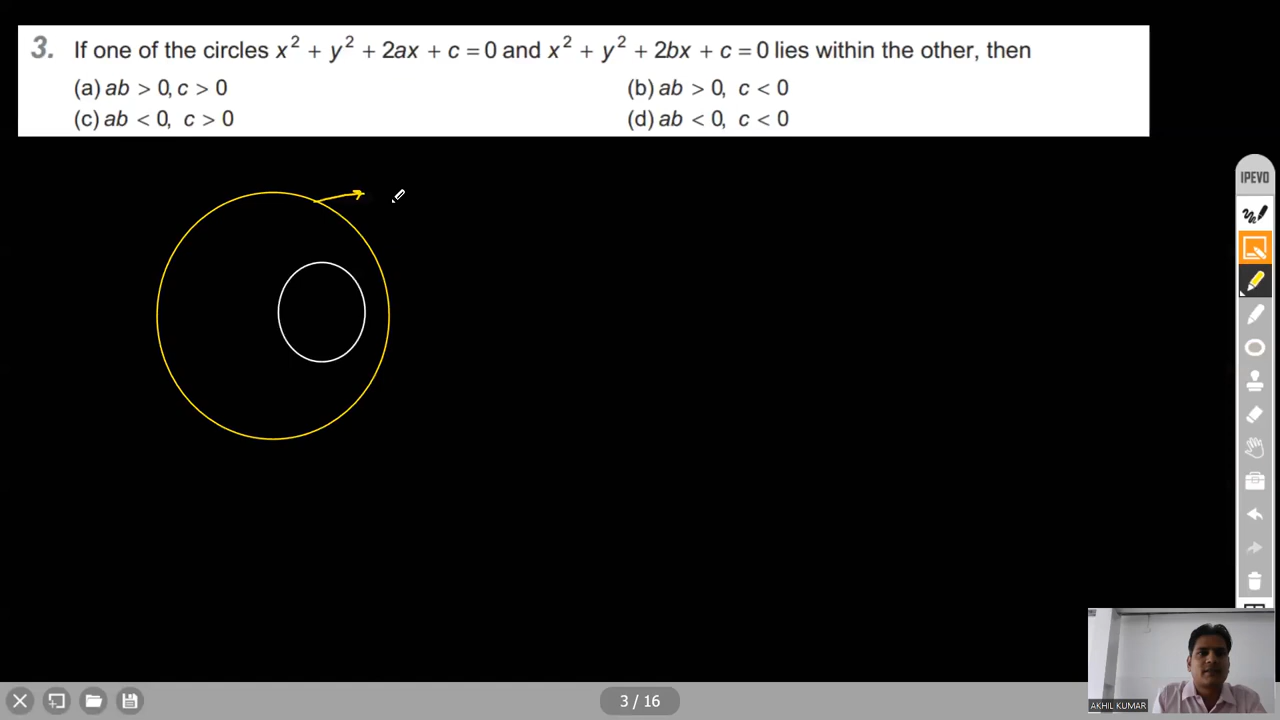 3. If one of the circles x² + y² + 2ax + c = 0 and x² + y² + 2bx + c = 0 lies within the other, then
(a) ab > 0, c > 0 (b) ab > 0, c < 0
(c) ab < 0, c > 0 (d) ab < 0, c < 0
IPEVO
AKHIL KUMAR
3 / 16